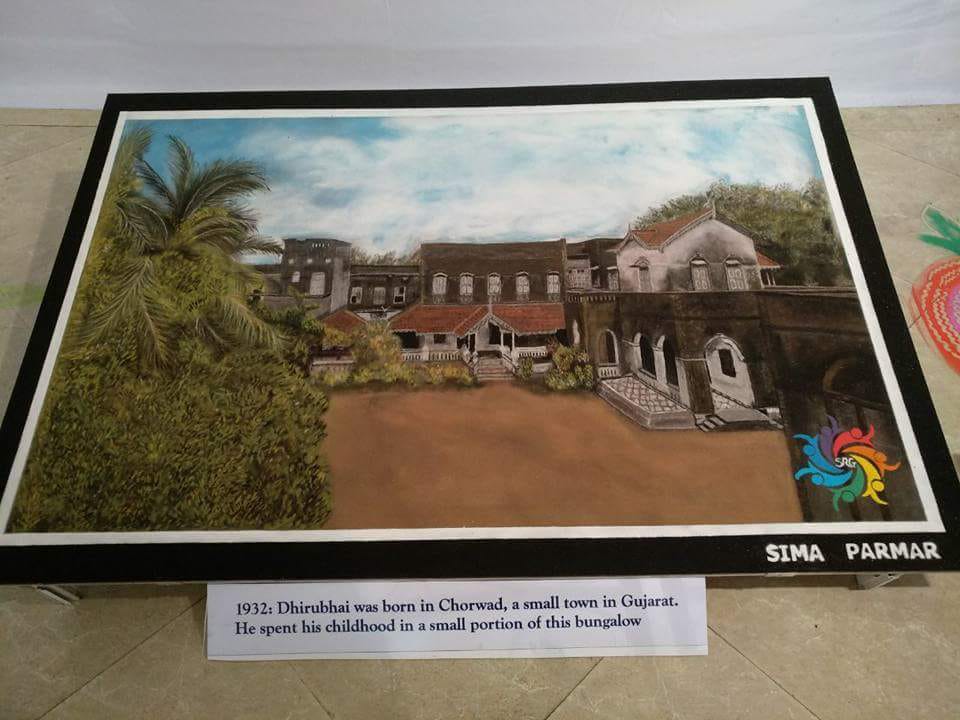 SRG
SIMA PARMAR
1932: Dhirubhai was born in Chorwad, a small town in Gujarat.
He spent his childhood in a small portion of this bungalow